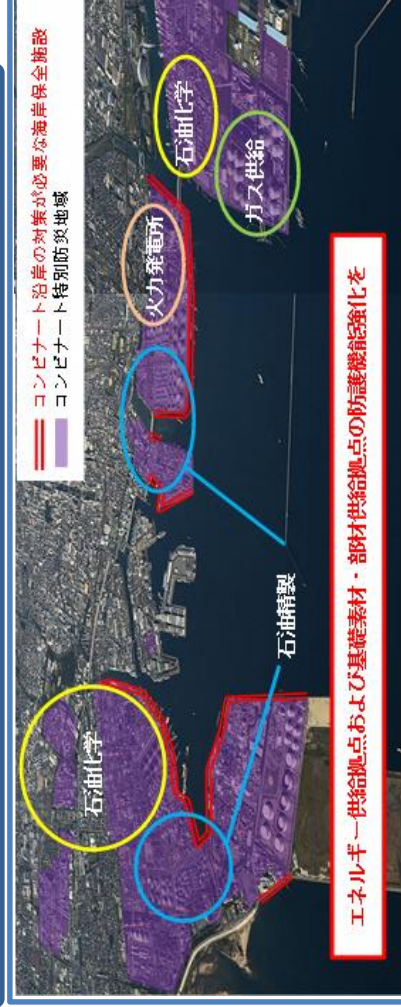 コンビナート沿岸の対策が必要な海岸保全施設
コンビナート特別防災地域
石油化学
石油精製
火力発電所
石油化学
ガス供給
エネルギー供給拠点および基礎素材・部材供給拠点の防護機能強化を